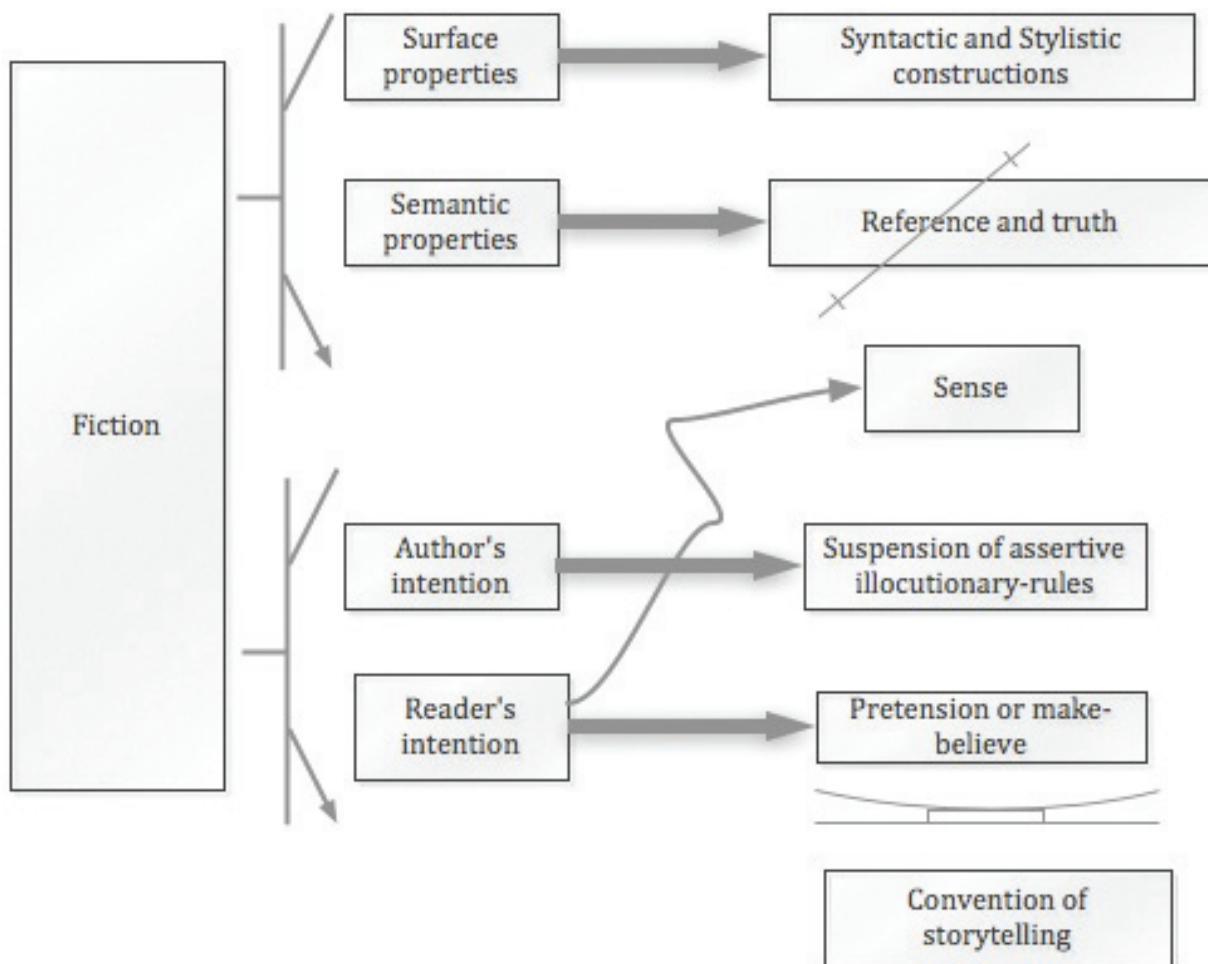 Fiction
Surface
properties
Syntactic and Stylistic
constructions
Semantic
properties
Reference and truth
Sense
Author's
intention
Suspension of assertive
illocutionary-rules
Reader's
intention
Pretension or make-
believe
Convention of
storytelling